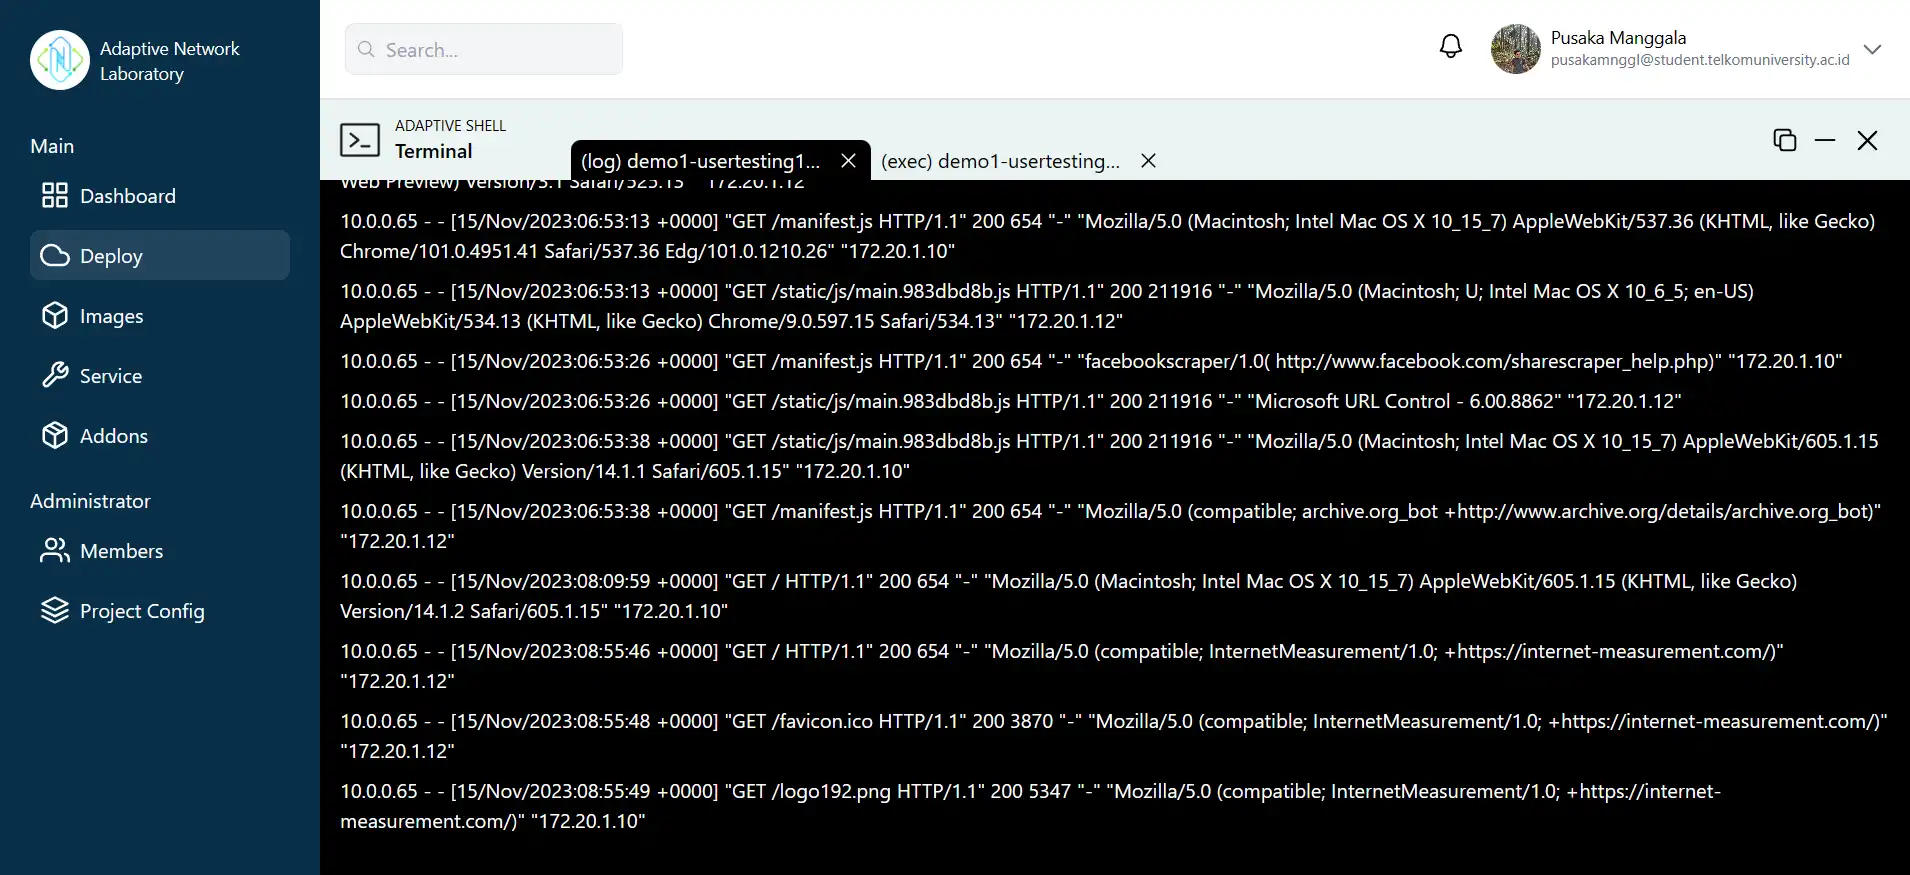 Adaptive Network
Laboratory
Main
Dashboard
Deploy
Images
Service
Addons
Administrator
Members
Project Config
Search...
Pusaka Manggala
pusakamnggl@student.telkomuniversity.ac.id
ADAPTIVE SHELL
Terminal
(log) demo1-usertesting1...
(exec) demo1-usertesting...
Web Preview) Version/3.1 Safari/525.13" "172.20.1.12"
10.0.0.65 - - [15/Nov/2023:06:53:13 +0000] "GET /manifest.js HTTP/1.1" 200 654 "-" "Mozilla/5.0 (Macintosh; Intel Mac OS X 10_15_7) AppleWebKit/537.36 (KHTML, like Gecko)
Chrome/101.0.4951.41 Safari/537.36 Edg/101.0.1210.26" "172.20.1.10"
10.0.0.65 - - [15/Nov/2023:06:53:13 +0000] "GET /static/js/main.983dbd8b.js HTTP/1.1" 200 211916 "-" "Mozilla/5.0 (Macintosh; U; Intel Mac OS X 10_6_5; en-US)
AppleWebKit/534.13 (KHTML, like Gecko) Chrome/9.0.597.15 Safari/534.13" "172.20.1.12"
10.0.0.65 - - [15/Nov/2023:06:53:26 +0000] "GET /manifest.js HTTP/1.1" 200 654 "-" "facebookscraper/1.0( http://www.facebook.com/sharescraper_help.php)" "172.20.1.10"
10.0.0.65 - - [15/Nov/2023:06:53:26 +0000] "GET /static/js/main.983dbd8b.js HTTP/1.1" 200 211916 "-" "Microsoft URL Control - 6.00.8862" "172.20.1.12"
10.0.0.65 - - [15/Nov/2023:06:53:38 +0000] "GET /static/js/main.983dbd8b.js HTTP/1.1" 200 211916 "-" "Mozilla/5.0 (Macintosh; Intel Mac OS X 10_15_7) AppleWebKit/605.1.15
(KHTML, like Gecko) Version/14.1.1 Safari/605.1.15" "172.20.1.10"
10.0.0.65 - - [15/Nov/2023:06:53:38 +0000] "GET /manifest.js HTTP/1.1" 200 654 "-" "Mozilla/5.0 (compatible; archive.org_bot +http://www.archive.org/details/archive.org_bot)"
"172.20.1.12"
10.0.0.65 - - [15/Nov/2023:08:09:59 +0000] "GET / HTTP/1.1" 200 654 "-" "Mozilla/5.0 (Macintosh; Intel Mac OS X 10_15_7) AppleWebKit/605.1.15 (KHTML, like Gecko)
Version/14.1.2 Safari/605.1.15" "172.20.1.10"
10.0.0.65 - - [15/Nov/2023:08:55:46 +0000] "GET / HTTP/1.1" 200 654 "-" "Mozilla/5.0 (compatible; InternetMeasurement/1.0; +https://internet-measurement.com/)"
"172.20.1.12"
10.0.0.65 - - [15/Nov/2023:08:55:48 +0000] "GET /favicon.ico HTTP/1.1" 200 3870 "-" "Mozilla/5.0 (compatible; InternetMeasurement/1.0; +https://internet-measurement.com/)"
"172.20.1.12"
10.0.0.65 - - [15/Nov/2023:08:55:49 +0000] "GET /logo192.png HTTP/1.1" 200 5347 "-" "Mozilla/5.0 (compatible; InternetMeasurement/1.0; +https://internet-
measurement.com/)" "172.20.1.10"